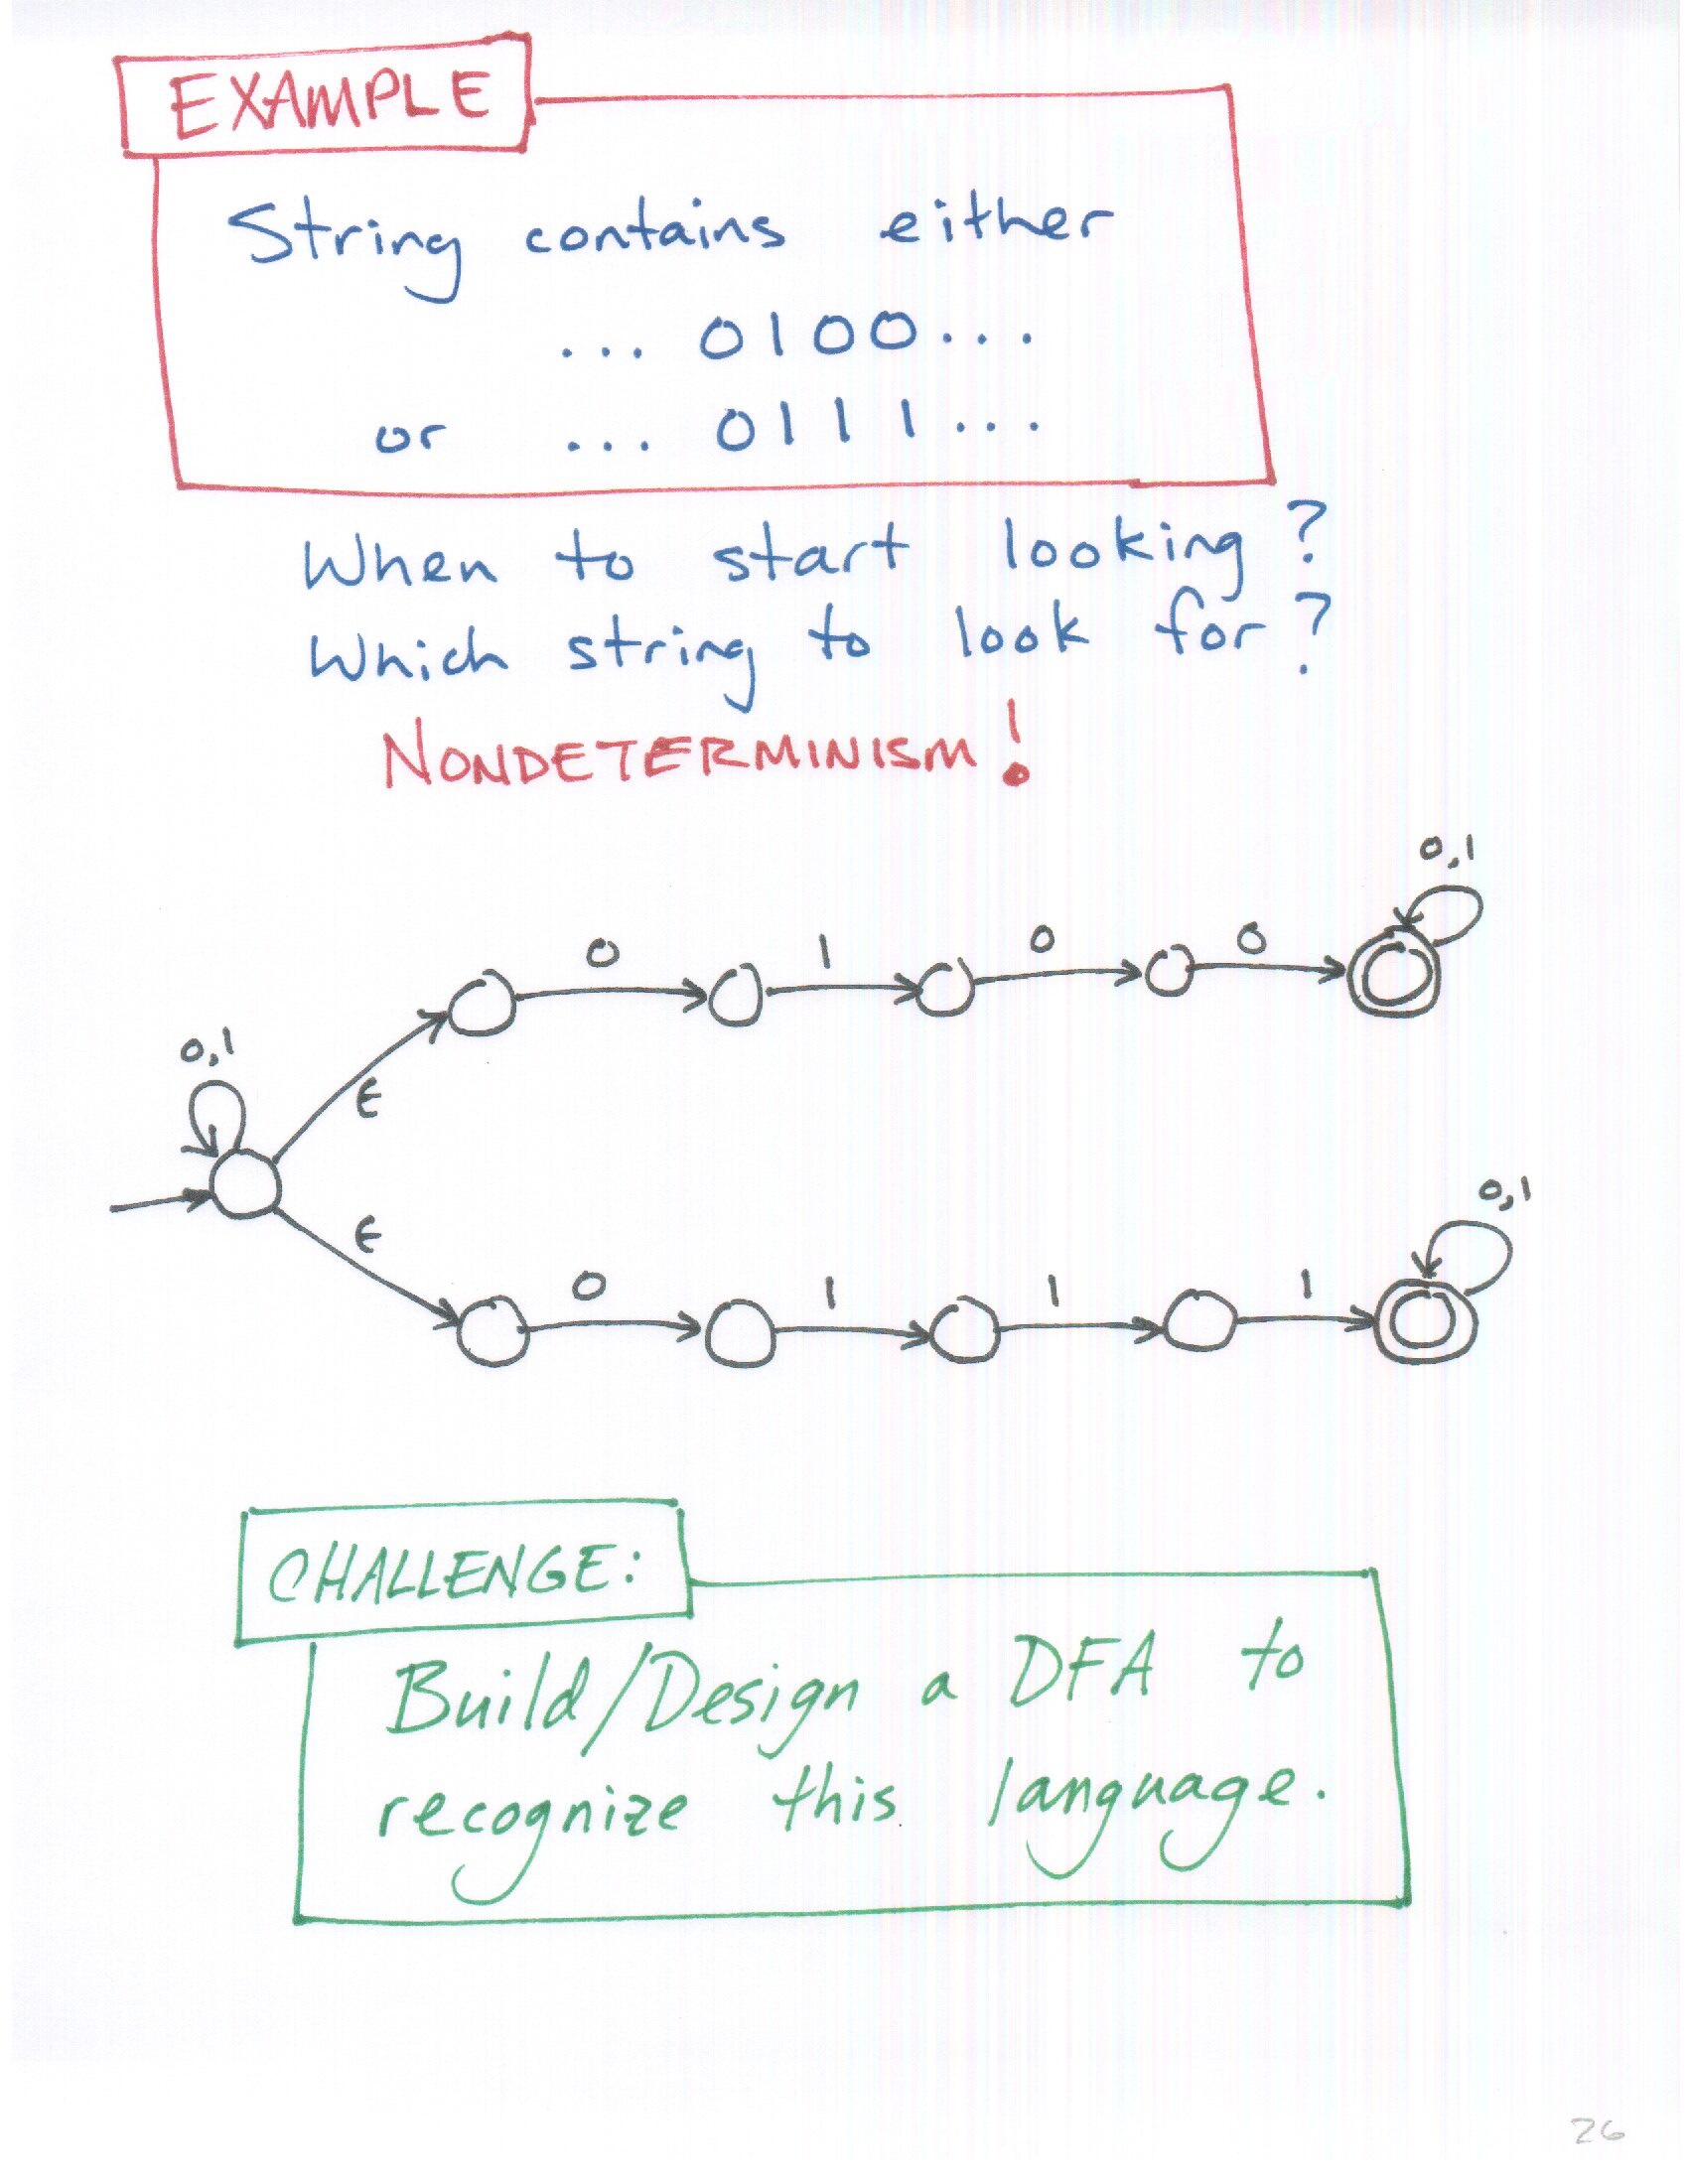 EXAMPLE
String contains either
... 0100...
or ... 0111...
When to start looking?
Which string to look for?
NONDETERMINISM!
0,1
0 1 0 0
0,1
ϵ
ϵ
0,1
0 1 1 1
CHALLENGE:
Build/Design a DFA to
recognize this language.
26